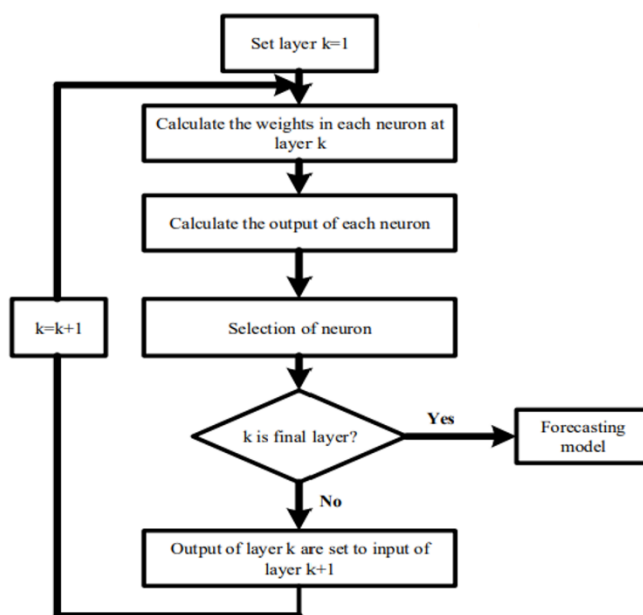 Set layer k=1
Calculate the weights in each neuron at
layer k
Calculate the output of each neuron
k=k+1
Selection of neuron
k is final layer?
Yes
Forecasting
model
No
Output of layer k are set to input of
layer k+1